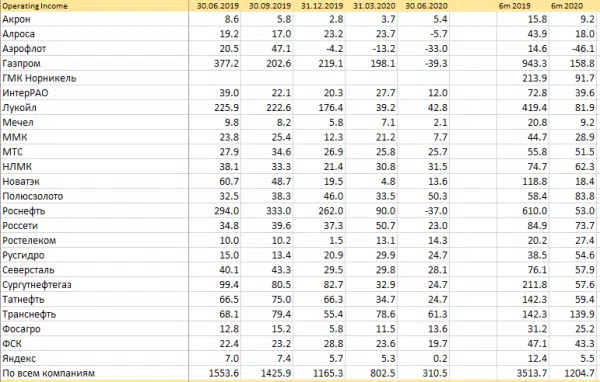 Operating Income 30.06.2019 30.09.2019 31.12.2019 31.03.2020 30.06.2020 6m 2019 6m 2020
Акрон 8.6 5.8 2.8 3.7 5.4 15.8 9.2
Алроса 19.2 17.0 23.2 23.7 -5.7 43.9 18.0
Аэрофлот 20.5 47.1 -4.2 -13.2 -33.0 14.6 -46.1
Газпром 377.2 202.6 219.1 198.1 -39.3 943.3 158.8
ГМК Норникель 213.9 91.7
ИнтерРАО 39.0 22.1 20.3 27.7 12.0 72.8 39.6
Лукойл 225.9 222.6 176.4 39.2 42.8 419.4 81.9
Мечел 9.8 8.2 5.8 7.1 2.1 20.8 9.2
ММК 23.8 25.4 12.3 21.2 7.7 44.7 28.9
МТС 27.9 34.6 26.9 25.8 25.7 55.8 51.5
НЛМК 38.1 33.3 21.4 30.8 31.5 74.7 62.3
Новатэк 60.7 48.7 19.5 4.8 13.6 118.8 18.4
Полюсзолото 32.5 38.3 46.0 33.5 50.3 58.4 83.8
Роснефть 294.0 333.0 262.0 90.0 -37.0 610.0 53.0
Россети 34.8 39.6 37.3 50.7 23.0 84.9 73.7
Ростелеком 10.0 10.2 1.5 13.1 14.3 20.2 27.4
Русгидро 15.0 13.4 20.9 29.9 24.7 38.5 54.6
Северсталь 40.1 43.3 29.5 29.8 28.1 76.1 57.9
Сургутнефтегаз 99.4 80.5 82.7 32.9 24.7 211.8 57.6
Татнефть 66.5 75.0 66.3 34.7 24.7 142.3 59.4
Транснефть 68.1 79.4 55.4 78.6 61.3 142.3 139.9
Фосагро 12.8 15.2 5.8 11.5 13.6 31.2 25.2
ФСК 22.4 23.2 28.8 23.6 19.7 47.1 43.3
Яндекс 7.0 7.4 5.7 5.3 0.2 12.4 5.5
По всем компаниям 1553.6 1425.9 1165.3 802.5 310.5 3513.7 1204.7